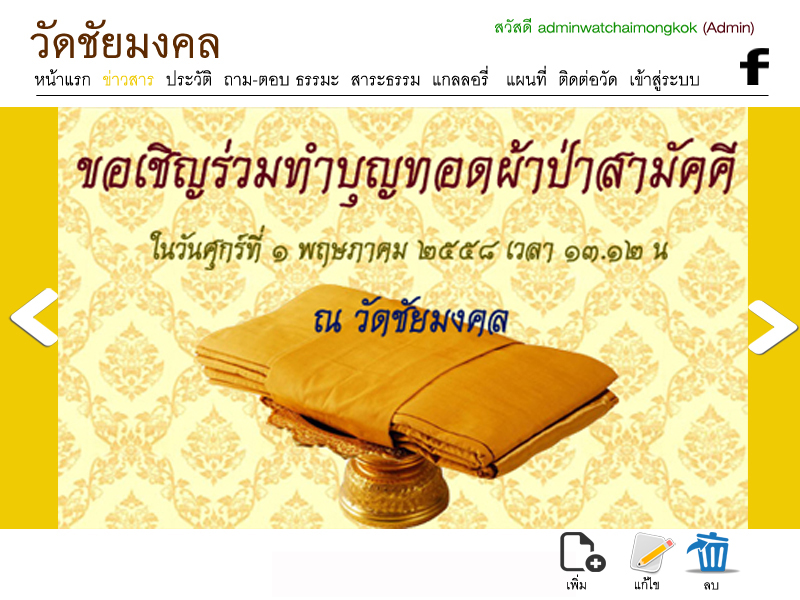 สวัสดี adminwatchaimongkok (Admin)
วัดชัยมงคล
หน้าแรก ข่าวสาร ประวัติ ถาม-ตอบ ธรรมะ สาระธรรม แกลลอรี่ แผนที่ ติดต่อวัด เข้าสู่ระบบ
f
ขอเชิญร่วมทำบุญทอดผ้าป่าสามัคคี
ในวันศุกร์ที่ ๑ พฤษภาคม ๒๕๕๘ เวลา ๑๓.๑๒ น
ณ วัดชัยมงคล
เพิ่ม แก้ไข ลบ